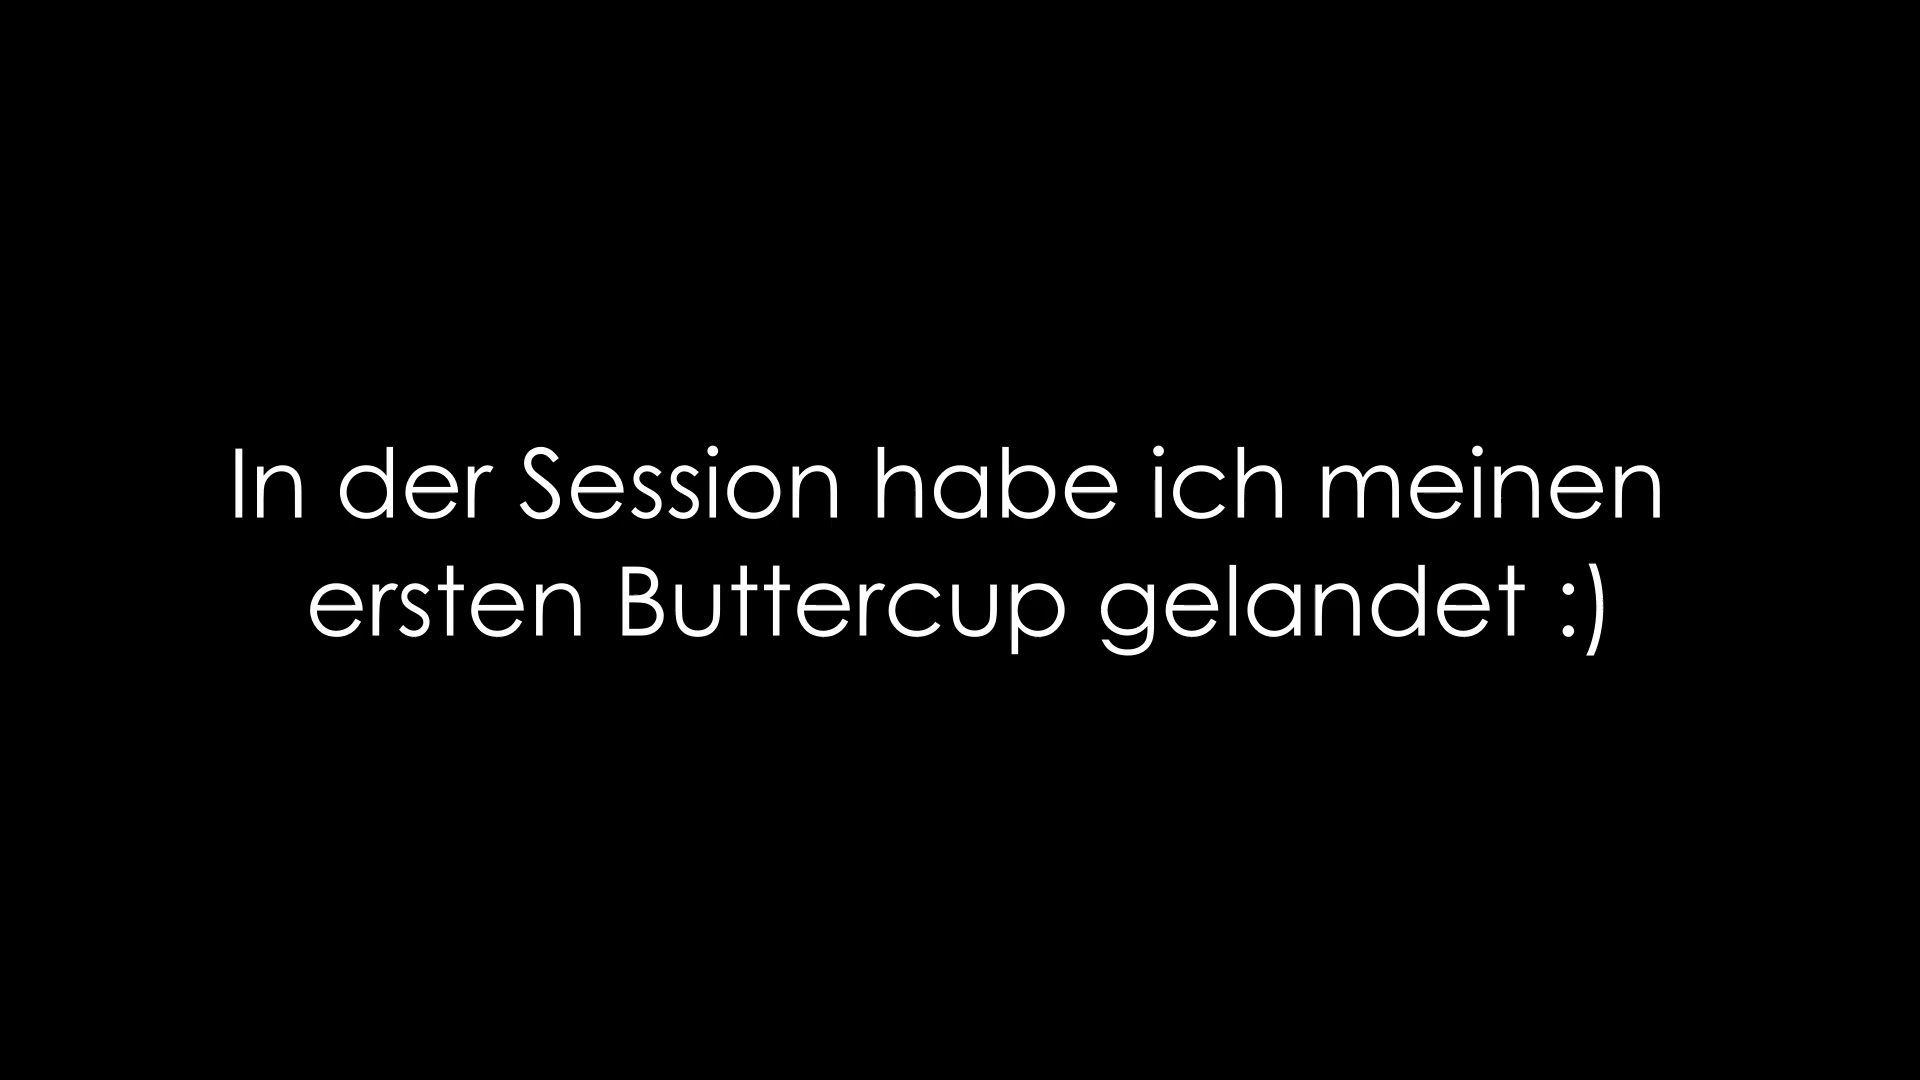 In der Session habe ich meinen
ersten Buttercup gelandet :)